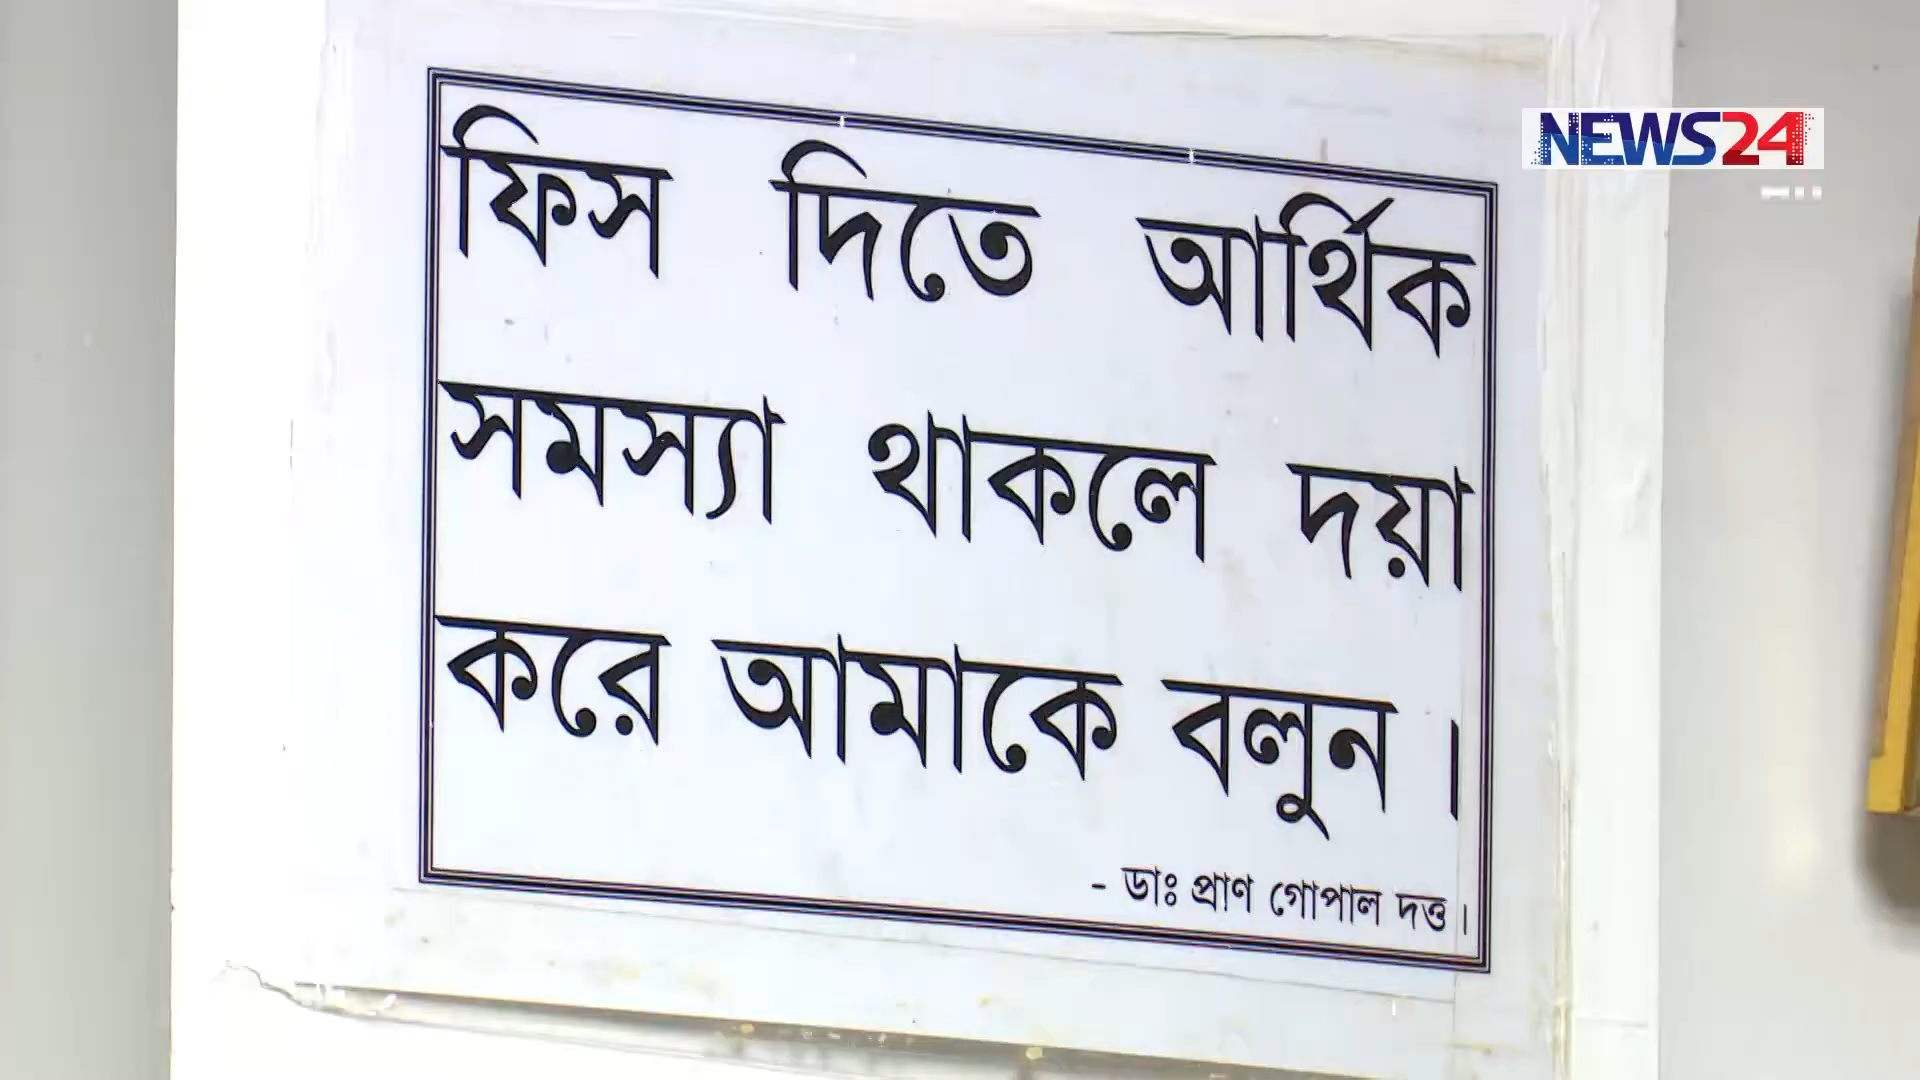 NEWS24
ফিস দিতে আর্থিক
সমস্যা থাকলে দয়া
করে আমাকে বলুন।
- ডাঃ প্রাণ গোপাল দত্ত।